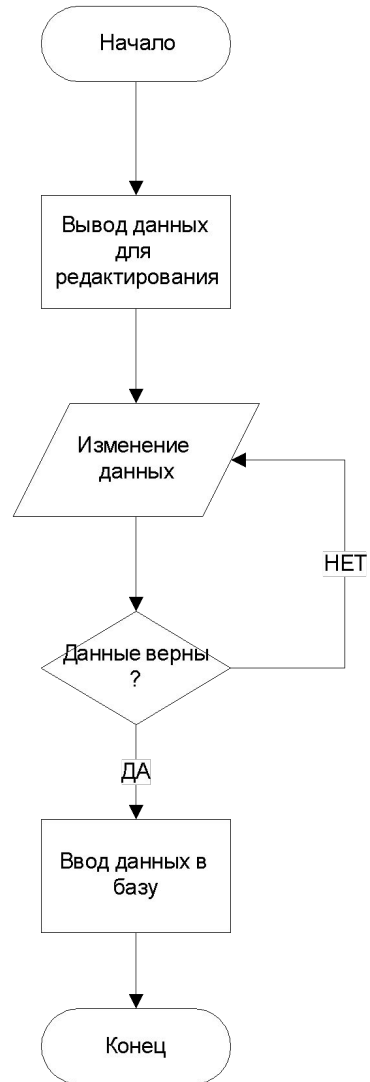 Начало
Вывод данных
для
редактирования
Изменение
данных
НЕТ
Данные верны
?
ДА
Ввод данных в
базу
Конец